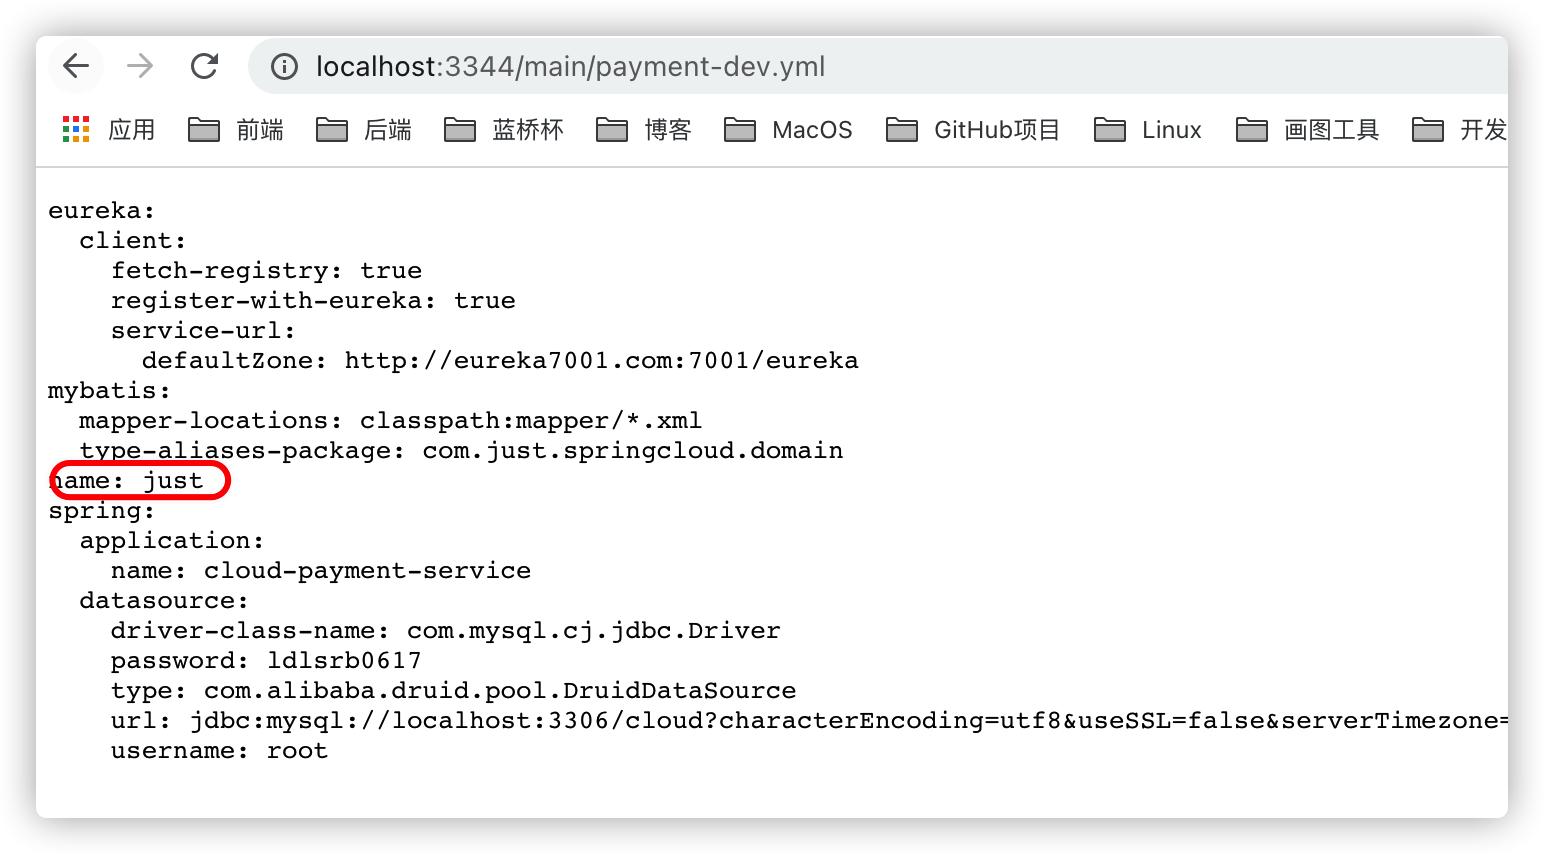 localhost:3344/main/payment-dev.yml
应用 前端 后端 蓝桥杯 博客 MacOS GitHub项目 Linux 画图工具 开发
eureka:
  client:
    fetch-registry: true
    register-with-eureka: true
    service-url:
      defaultZone: http://eureka7001.com:7001/eureka
mybatis:
  mapper-locations: classpath:mapper/*.xml
  type-aliases-package: com.just.springcloud.domain
name: just
spring:
  application:
    name: cloud-payment-service
  datasource:
    driver-class-name: com.mysql.cj.jdbc.Driver
    password: ldlsrb0617
    type: com.alibaba.druid.pool.DruidDataSource
    url: jdbc:mysql://localhost:3306/cloud?characterEncoding=utf8&useSSL=false&serverTimezone=
    username: root